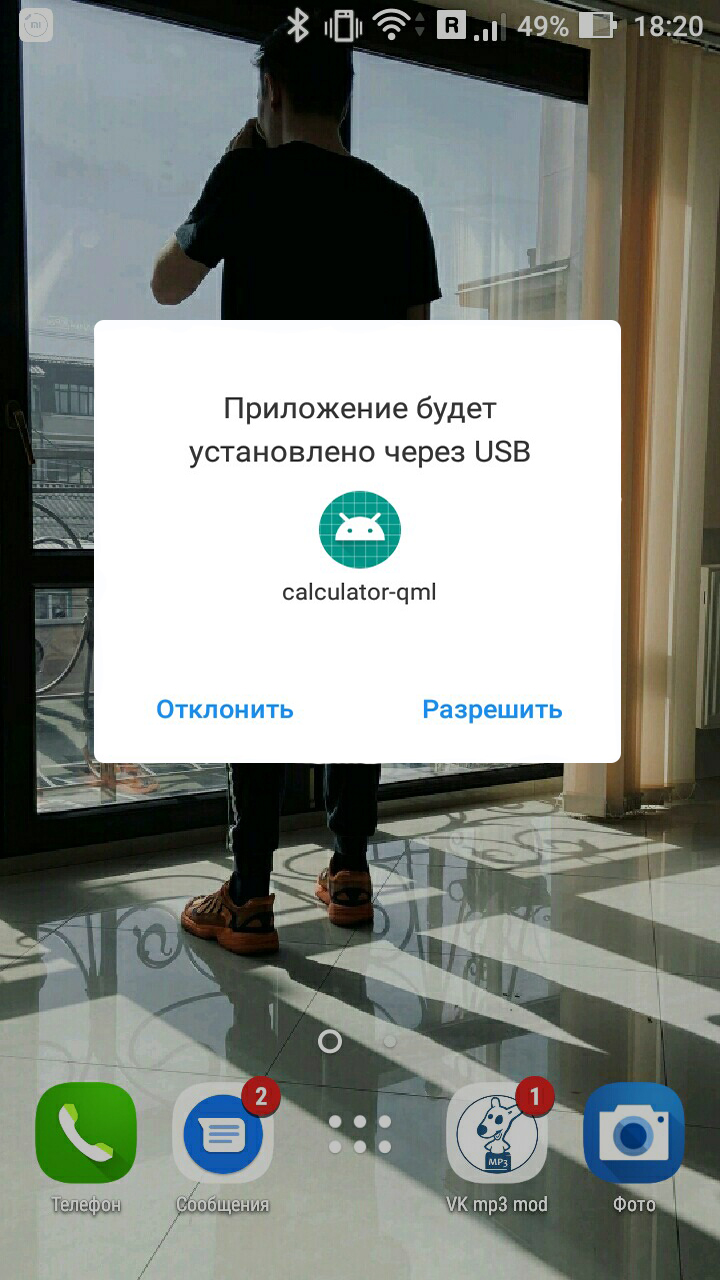 R 49% 18:20
Приложение будет
установлено через USB
calculator-qml
Отклонить Разрешить
2 1
MP3
Телефон Сообщения VK mp3 mod Фото